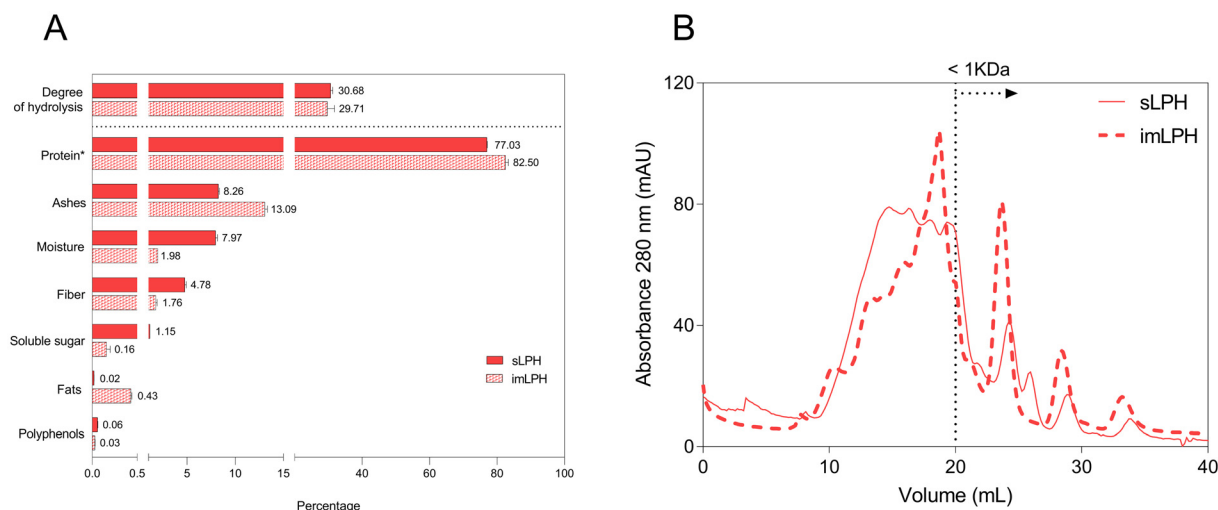 A
Degree
of hydrolysis
30.68
29.71
Protein*
77.03
82.50
Ashes
8.26
13.09
Moisture
7.97
1.98
Fiber
4.78
1.76
Soluble sugar
1.15
0.16
Fats
0.02
0.43
Polyphenols
0.06
0.03
sLPH
imLPH
0.0 0.5 5 10 15 40 60 80 100
Percentage
B
< 1KDa
sLPH
imLPH
120
80
40
0
Absorbance 280 nm (mAU)
0 10 20 30 40
Volume (mL)